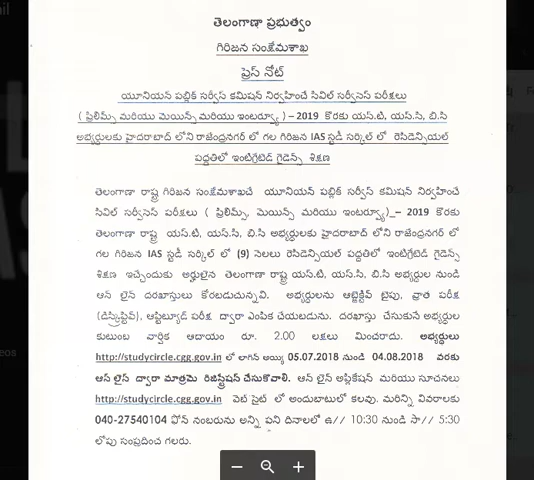 తెలంగాణా ప్రభుత్వం
గిరిజన సంక్షేమశాఖ
ప్రెస్ నోట్
యూనియన్ పబ్లిక్ సర్వీస్ కమిషన్ నిర్వహించే సివిల్ సర్వీసెస్ పరీక్షలు
( ప్రిలిమ్స్ మరియు మెయిన్స్ మరియు ఇంటర్వ్యూ ) – 2019 కొరకు యస్.టి, యస్.సి, బి.సి
అభ్యర్థులకు హైదరాబాద్ లోని రాజేంద్రనగర్ లో గల గిరిజన IAS స్టడీ సర్కిల్ లో రెసిడెన్షియల్
పద్ధతిలో ఇంటిగ్రేటెడ్ గైడెన్స్ శిక్షణ
తెలంగాణా రాష్ట్ర గిరిజన సంక్షేమశాఖచే యూనియన్ పబ్లిక్ సర్వీస్ కమిషన్ నిర్వహించే
సివిల్ సర్వీసెస్ పరీక్షలు ( ప్రిలిమ్స్, మెయిన్స్ మరియు ఇంటర్వ్యూ) – 2019 కొరకు
తెలంగాణా రాష్ట్ర యస్.టి, యస్.సి, బి.సి అభ్యర్థులకు హైదరాబాద్ లోని రాజేంద్రనగర్ లో
గల గిరిజన IAS స్టడీ సర్కిల్ లో (9) నెలలు రెసిడెన్షియల్ పద్ధతిలో ఇంటిగ్రేటెడ్ గైడెన్స్
శిక్షణ ఇచ్చేందుకు అర్హులైన తెలంగాణా రాష్ట్ర యస్.టి, యస్.సి, బి.సి అభ్యర్థుల నుండి
ఆన్ లైన్ దరఖాస్తులు కోరబడుచున్నవి. అభ్యర్థులను ఆబ్జెక్టివ్ టైపు, వ్రాత పరీక్ష
(డిస్క్రిప్టివ్), ఆప్టిట్యూడ్ పరీక్ష ద్వారా ఎంపిక చేయబడును. దరఖాస్తు చేసుకునే అభ్యర్థుల
కుటుంబ వార్షిక ఆదాయం రూ. 2.00 లక్షలు మించరాదు. అభ్యర్థులు
http://studycircle.cgg.gov.in లో లాగిన్ అయ్యి 05.07.2018 నుండి 04.08.2018 వరకు
ఆన్ లైన్ ద్వారా మాత్రమె రిజిస్ట్రేషన్ చేసుకోవాలి. ఆన్ లైన్ అప్లికేషన్ మరియు సూచనలు
http://studycircle.cgg.gov.in వెబ్ సైట్ లో అందుబాటులో కలవు. మరిన్ని వివరాలకు
040-27540104 ఫోన్ నంబరును అన్ని పని దినాలలో ఉ// 10:30 నుండి సా// 5:30
లోపు సంప్రదించ గలరు.